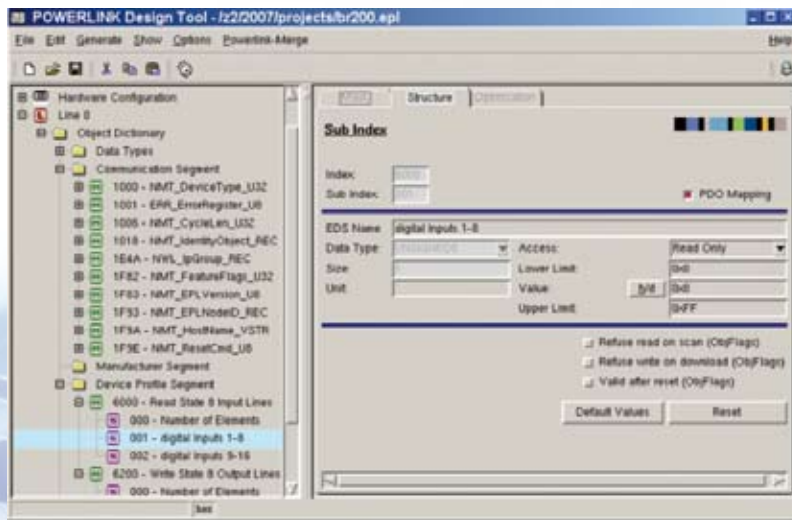 POWERLINK Design Tool - /z2/2007/projects/br200.epl
File Edit Generate Show Options Powerlink-Merge Help
Hardware Configuration
Line 0
Object Dictionary
Data Types
Communication Segment
1000 - NMT_DeviceType_U32
1001 - ERR_ErrorRegister_U8
1006 - NMT_CycleLen_U32
1018 - NMT_IdentityObject_REC
1E4A - NWL_IpGroup_REC
1F82 - NMT_FeatureFlags_U32
1F83 - NMT_EPLVersion_U8
1F93 - NMT_EPLNodeID_REC
1F9A - NMT_HostName_VSTR
1F9E - NMT_ResetCmd_U8
Manufacturer Segment
Device Profile Segment
6000 - Read State 8 Input Lines
000 - Number of Elements
001 - digital Inputs 1-8
002 - digital Inputs 9-16
6200 - Write State 8 Output Lines
000 - Number of Elements
Structure
Sub Index
Index:
Sub Index:
PDO Mapping
EDS Name digital Inputs 1-8
Data Type Access: Read Only
Size Lower Limit: 0x0
Unit Value: h/d 0x0
Upper Limit: 0xFF
Refuse read on scan (ObjFlags)
Refuse write on download (ObjFlags)
Valid after reset (ObjFlags)
Default Values Reset